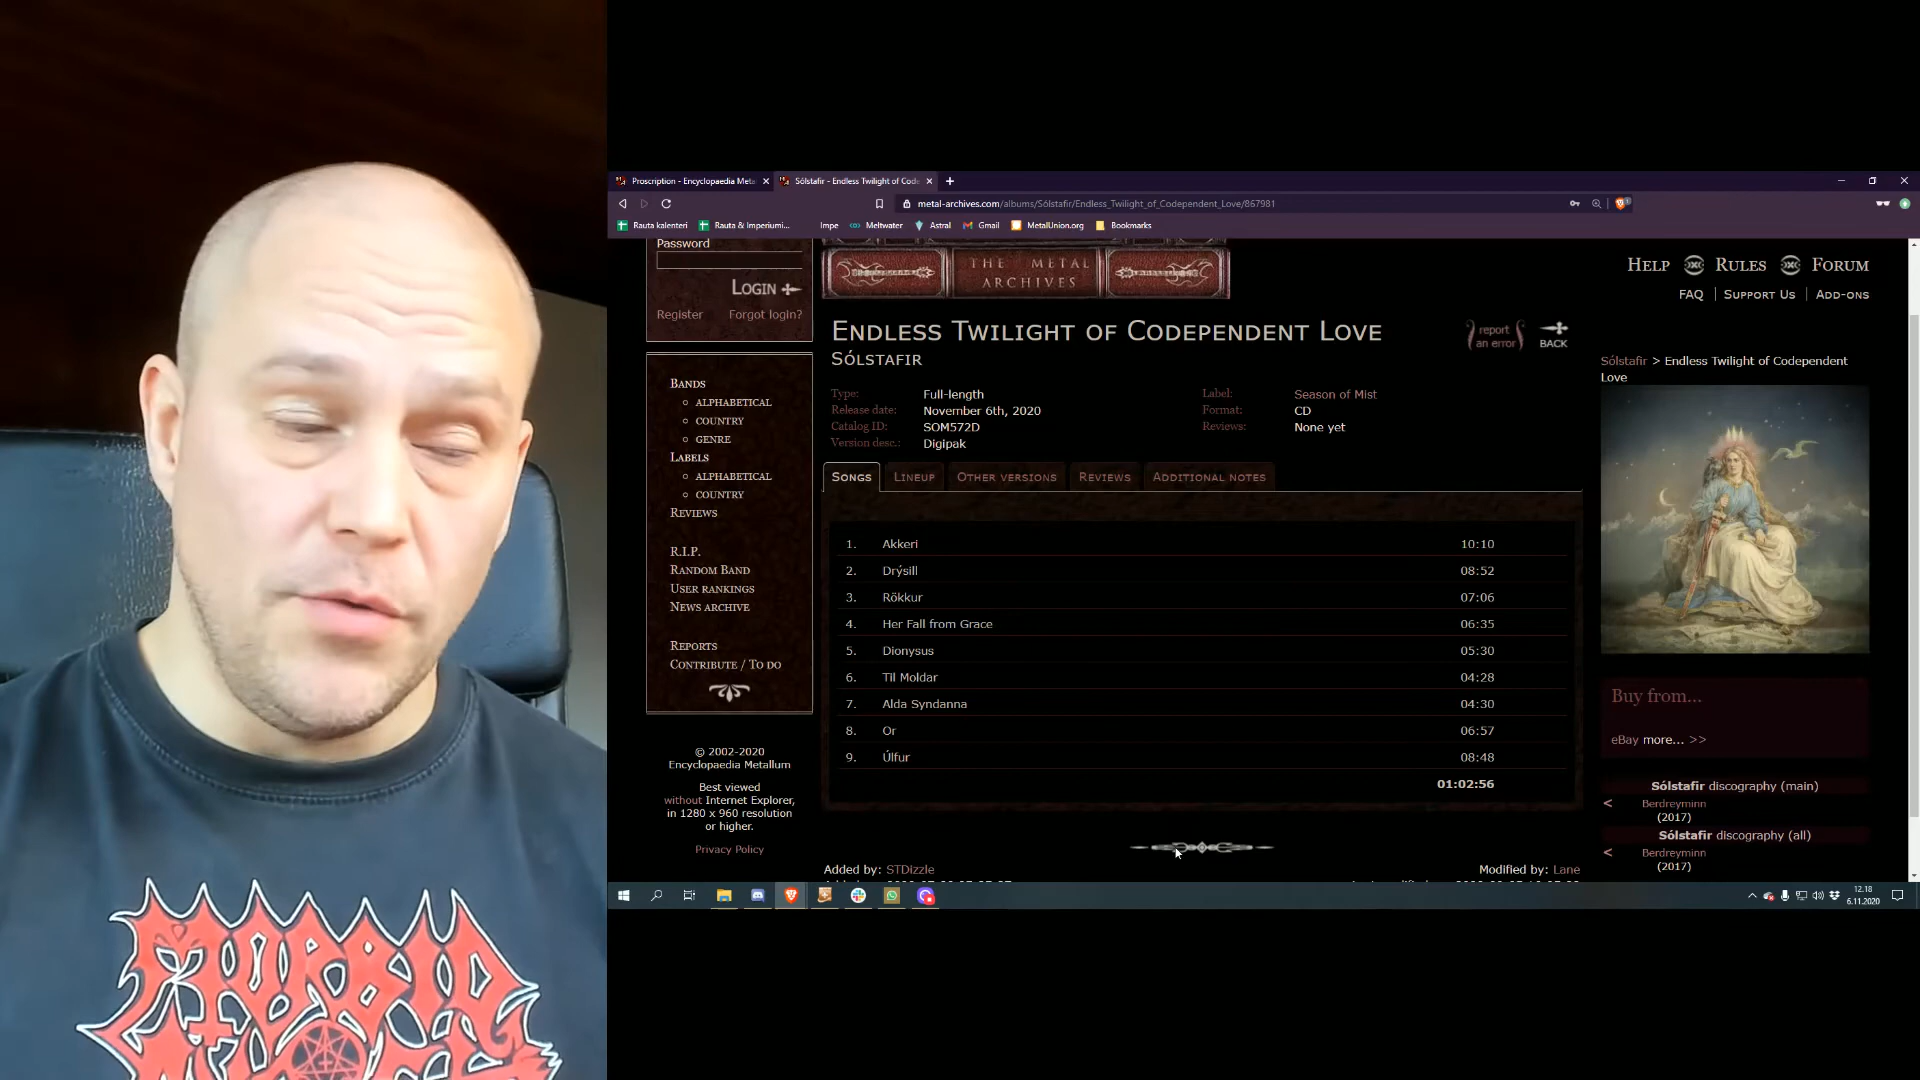 Proscription - Encyclopaedia Meta
Sólstafir - Endless Twilight of Cod
metal-archives.com/albums/Sólstafir/Endless_Twilight_of_Codependent_Love/867981
Rauta kalenteri
Rauta & Imperiumi...
Impe
Meltwater
Astral
Gmail
MetalUnion.org
Bookmarks
Password
LOGIN
Register
Forgot login?
THE METAL
ARCHIVES
HELP
RULES
FORUM
FAQ
SUPPORT US
ADD-ONS
ENDLESS TWILIGHT OF CODEPENDENT LOVE
SÓLSTAFIR
report
an error
BACK
Type: Full-length
Release date: November 6th, 2020
Catalog ID: SOM572D
Version desc.: Digipak
Label: Season of Mist
Format: CD
Reviews: None yet
Sólstafir > Endless Twilight of Codependent
Love
BANDS
ALPHABETICAL
COUNTRY
GENRE
LABELS
ALPHABETICAL
COUNTRY
REVIEWS
R.I.P.
RANDOM BAND
USER RANKINGS
NEWS ARCHIVE
REPORTS
CONTRIBUTE / TO DO
© 2002-2020
Encyclopaedia Metallum
Best viewed
without Internet Explorer,
in 1280 x 960 resolution
or higher.
Privacy Policy
SONGS
LINEUP
OTHER VERSIONS
REVIEWS
ADDITIONAL NOTES
1. Akkeri 10:10
2. Drýsill 08:52
3. Rökkur 07:06
4. Her Fall from Grace 06:35
5. Dionysus 05:30
6. Til Moldar 04:28
7. Alda Syndanna 04:30
8. Or 06:57
9. Úlfur 08:48
01:02:56
Added by: STDizzle
Modified by: Lane
Buy from...
eBay more... >>
Sólstafir discography (main)
< Berdreyminn
(2017)
Sólstafir discography (all)
< Berdreyminn
(2017)
12.18
6.11.2020
MORBID